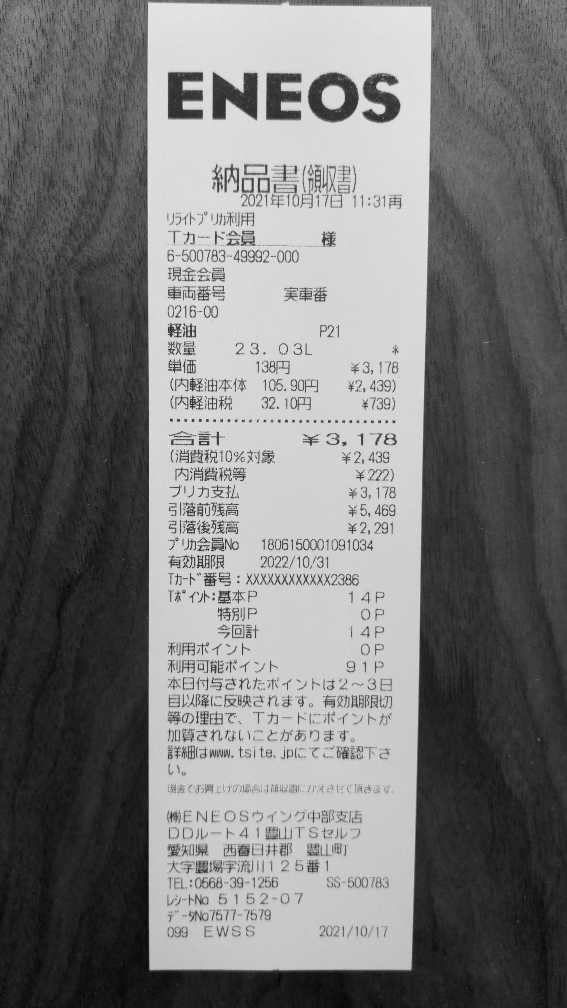 ENEOS
納品書(領収書)
2021年10月17日 11:31再
リライトプリカ利用
Tカード会員 様
6-500783-49992-000
現金会員
車両番号 実車番
0216-00
軽油 P21
数量 23.03L *
単価 138円 ¥3,178
(内軽油本体 105.90円 ¥2,439)
(内軽油税 32.10円 ¥739)
合計 ¥3,178
(消費税10%対象 ¥2,439
内消費税等 ¥222)
プリカ支払 ¥3,178
引落前残高 ¥5,469
引落後残高 ¥2,291
プリカ会員No 1806150001091034
有効期限 2022/10/31
Tカード番号:XXXXXXXXXXXX2386
Tポイント:基本P 14P
特別P 0P
今回計 14P
利用ポイント 0P
利用可能ポイント 91P
本日付与されたポイントは2~3日
目以降に反映されます。有効期限切
等の理由で、Tカードにポイントが
加算されないことがあります。
詳細はwww.tsite.jpにてご確認下さ
い。
現金でお買上げの場合は領収書にかえさせて頂きます。
㈱ENEOSウイング中部支店
DDルート41豊山TSセルフ
愛知県 西春日井郡 豊山町
大字豊場字流川125番1
TEL:0568-39-1256 SS-500783
レシートNo 5152-07
データNo7577-7579
099 EWSS 2021/10/17